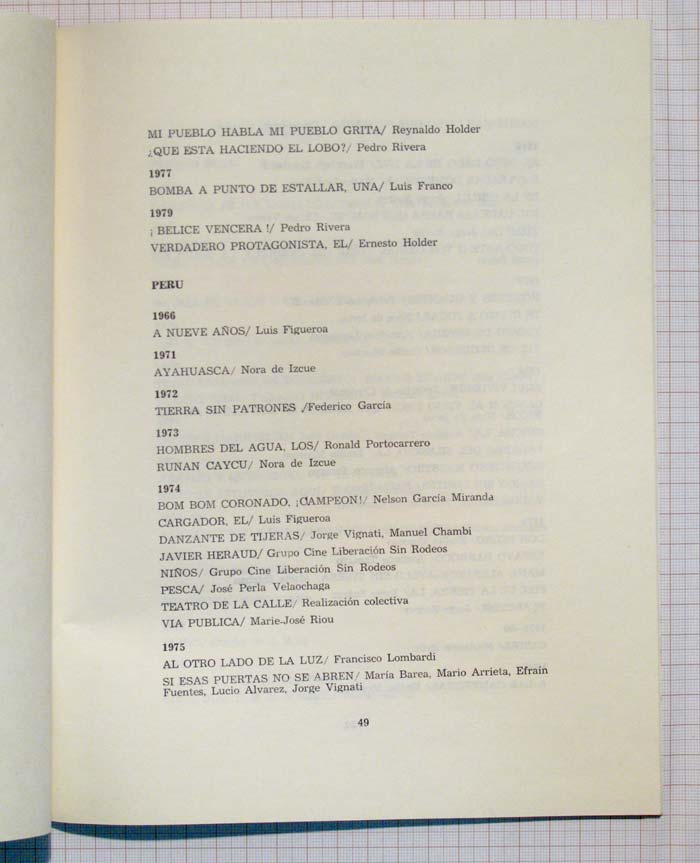 MI PUEBLO HABLA MI PUEBLO GRITA/ Reynaldo Holder
¿QUE ESTA HACIENDO EL LOBO?/ Pedro Rivera
1977
BOMBA A PUNTO DE ESTALLAR, UNA/ Luis Franco
1979
¡ BELICE VENCERA !/ Pedro Rivera
VERDADERO PROTAGONISTA, EL/ Ernesto Holder
PERU
1966
A NUEVE AÑOS/ Luis Figueroa
1971
AYAHUASCA/ Nora de Izcue
1972
TIERRA SIN PATRONES /Federico García
1973
HOMBRES DEL AGUA, LOS/ Ronald Portocarrero
RUNAN CAYCU/ Nora de Izcue
1974
BOM BOM CORONADO, ¡CAMPEON!/ Nelson García Miranda
CARGADOR, EL/ Luis Figueroa
DANZANTE DE TIJERAS/ Jorge Vignati, Manuel Chambi
JAVIER HERAUD/ Grupo Cine Liberación Sin Rodeos
NIÑOS/ Grupo Cine Liberación Sin Rodeos
PESCA/ José Perla Velaochaga
TEATRO DE LA CALLE/ Realización colectiva
VIA PUBLICA/ Marie-José Riou
1975
AL OTRO LADO DE LA LUZ/ Francisco Lombardi
SI ESAS PUERTAS NO SE ABREN/ María Barea, Mario Arrieta, Efraín
Fuentes, Lucio Alvarez, Jorge Vignati
49